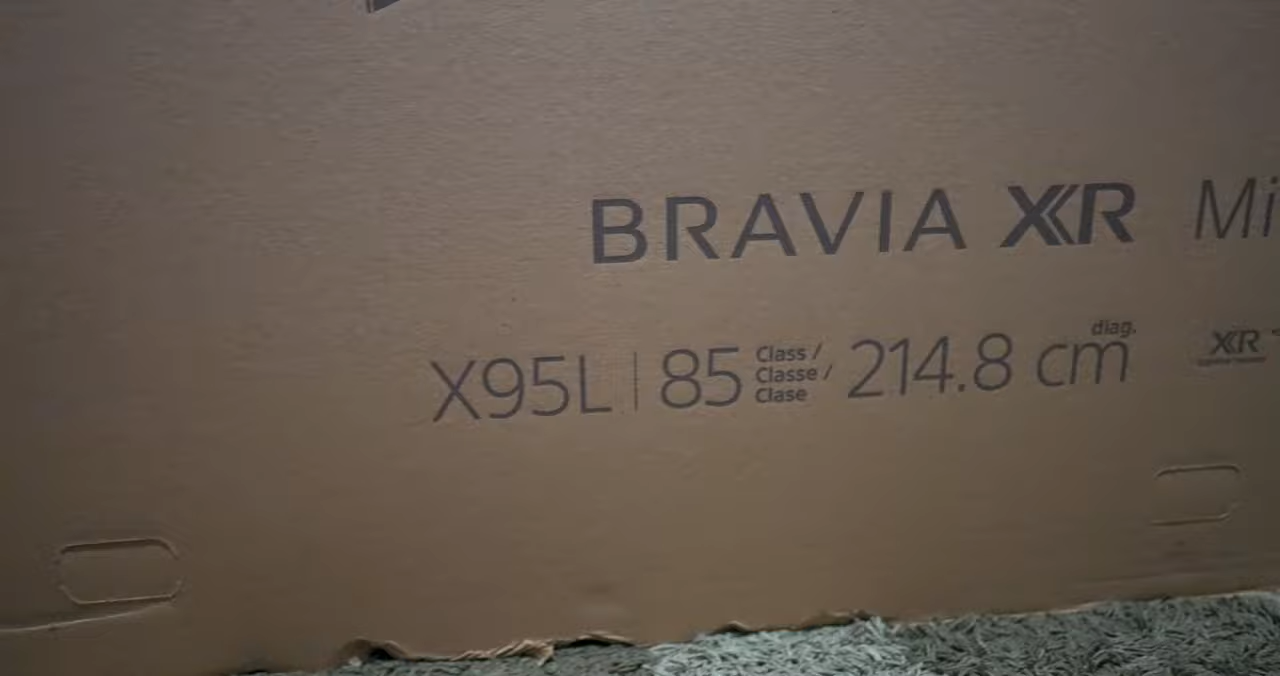 BRAVIA XR Mi
X95L | 85 Class / Classe / Clase 214.8 cm diag.
XR